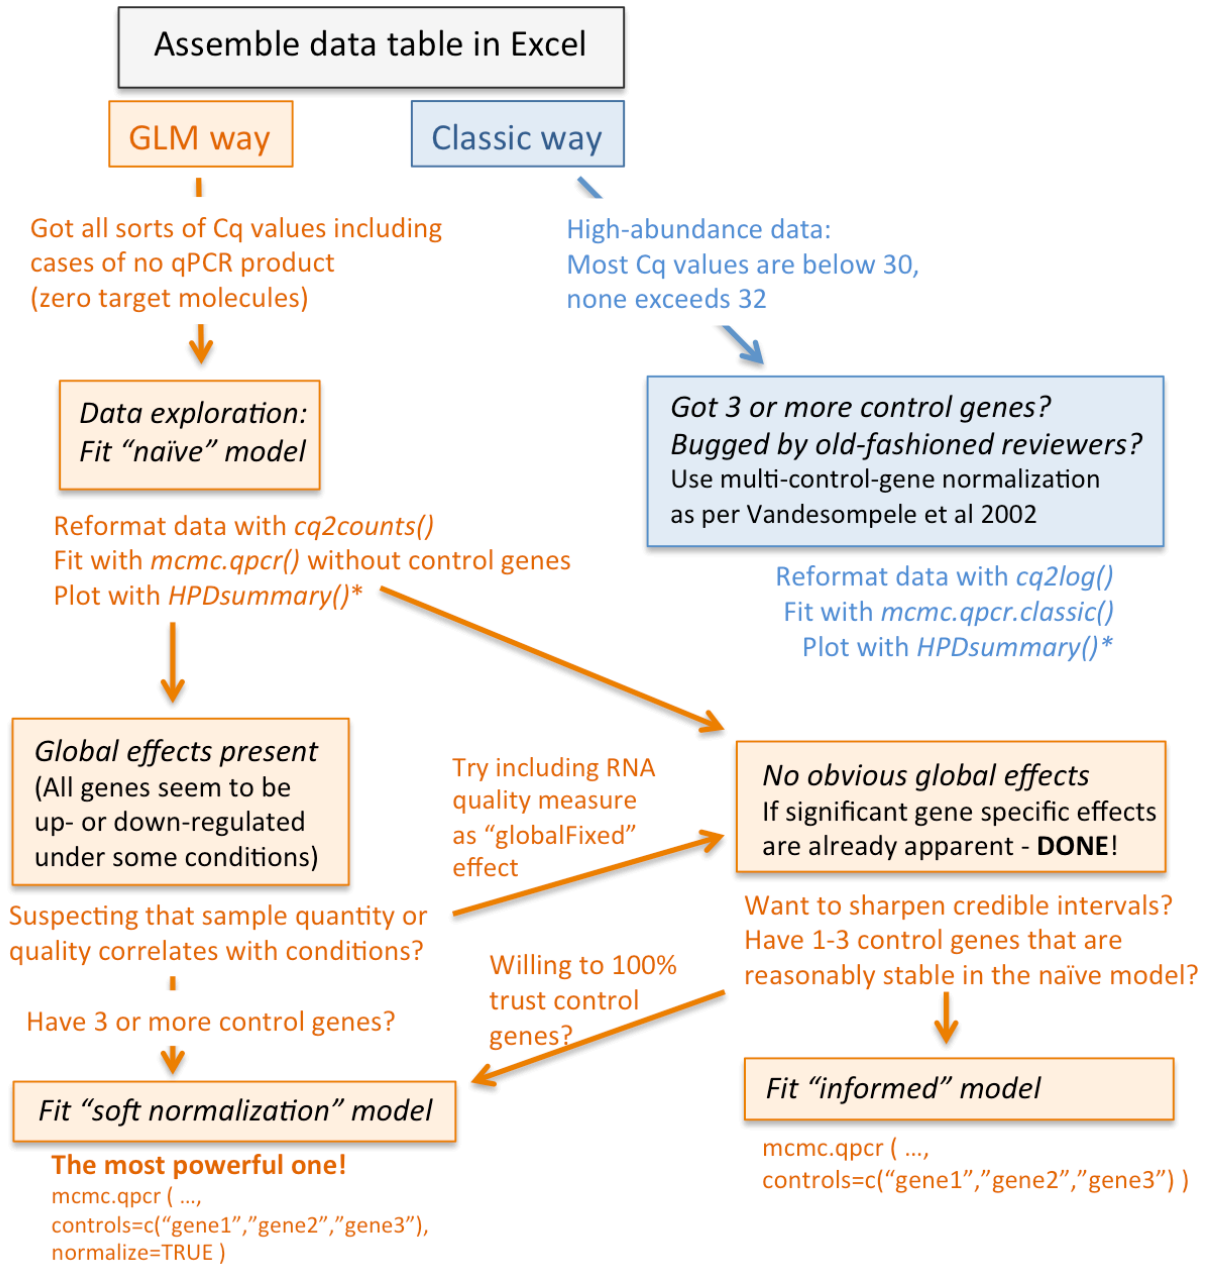 Assemble data table in Excel
GLM way
Classic way
Got all sorts of Cq values including
cases of no qPCR product
(zero target molecules)
High-abundance data:
Most Cq values are below 30,
none exceeds 32
Data exploration:
Fit “naïve” model
Got 3 or more control genes?
Bugged by old-fashioned reviewers?
Use multi-control-gene normalization
as per Vandesompele et al 2002
Reformat data with cq2counts()
Fit with mcmc.qpcr() without control genes
Plot with HPDsummary()*
Reformat data with cq2log()
Fit with mcmc.qpcr.classic()
Plot with HPDsummary()*
Global effects present
(All genes seem to be
up- or down-regulated
under some conditions)
Try including RNA
quality measure
as “globalFixed”
effect
No obvious global effects
If significant gene specific effects
are already apparent - DONE!
Suspecting that sample quantity or
quality correlates with conditions?
Want to sharpen credible intervals?
Have 1-3 control genes that are
reasonably stable in the naïve model?
Willing to 100%
trust control
genes?
Have 3 or more control genes?
Fit “soft normalization” model
Fit “informed” model
The most powerful one!
mcmc.qpcr ( …,
controls=c(“gene1”,”gene2”,”gene3”),
normalize=TRUE )
mcmc.qpcr ( …,
controls=c(“gene1”,”gene2”,”gene3”) )